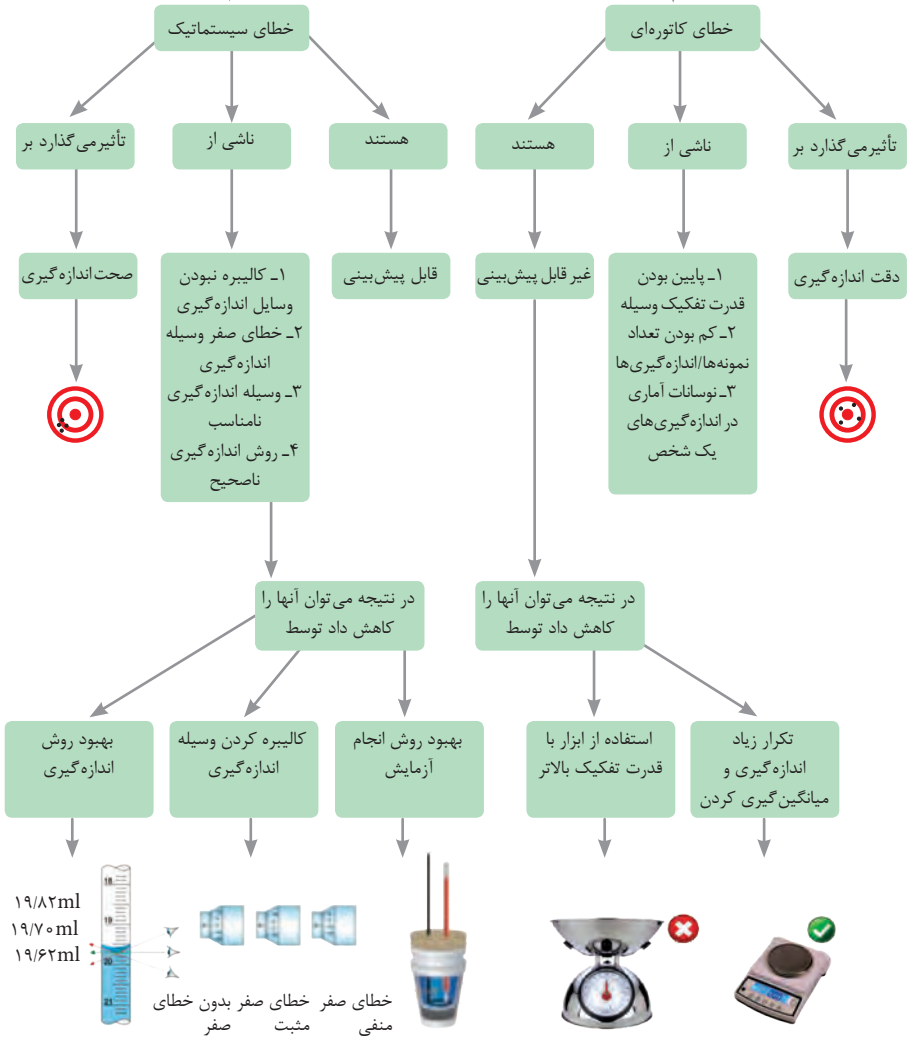 خطای کاتوره‌ای
خطای سیستماتیک
تأثیرمی‌گذارد بر
ناشی از
هستند
هستند
ناشی از
تأثیرمی‌گذارد بر
دقت اندازه‌گیری
۱ـ پایین بودن
قدرت تفکیک وسیله
۲ـ کم بودن تعداد
نمونه‌ها/اندازه‌گیری‌ها
۳ـ نوسانات آماری
در اندازه‌گیری‌های
یک شخص
غیر قابل پیش‌بینی
قابل پیش‌بینی
۱ـ کالیبره نبودن
وسایل اندازه‌گیری
۲ـ خطای صفر وسیله
اندازه‌گیری
۳ـ وسیله اندازه‌گیری
نامناسب
۴ـ روش اندازه‌گیری
ناصحیح
صحت‌اندازه‌گیری
در نتیجه می‌توان آنها را
کاهش داد توسط
در نتیجه می‌توان آنها را
کاهش داد توسط
تکرار زیاد
اندازه‌گیری و
میانگین‌گیری کردن
استفاده از ابزار با
قدرت تفکیک بالاتر
بهبود روش انجام
آزمایش
کالیبره کردن وسیله
اندازه‌گیری
بهبود روش
اندازه‌گیری
18
19
20
21
۱۹/۸۲ml
۱۹/۷۰ml
۱۹/۶۲ml
خطای صفر
منفی
خطای صفر
مثبت
بدون خطای
صفر